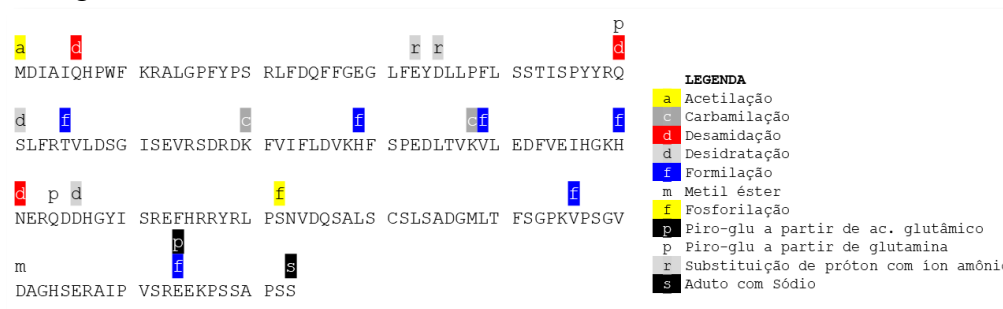 p
a d r r d
MDIAIQHPWF KRALGPFYPS RLFDQFFGEG LFEYDLLPFL SSTISPYYRQ
d f c f c f f
SLFRTVLDSG ISEVRSDRDK FVIFLDVKHF SPEDLTVKVL EDFVEIHGKH
d p d f f
NERQDDHGYI SREFHRRYRL PSNVDQSALS CSLSADGMLT FSGPKVPSGV
p
m f s
DAGHSERAIP VSREEKPSSA PSS
LEGENDA
a Acetilação
c Carbamilação
d Desamidação
d Desidratação
f Formilação
m Metil éster
f Fosforilação
p Piro-glu a partir de ac. glutâmico
p Piro-glu a partir de glutamina
r Substituição de próton com íon amôni
s Aduto com Sódio